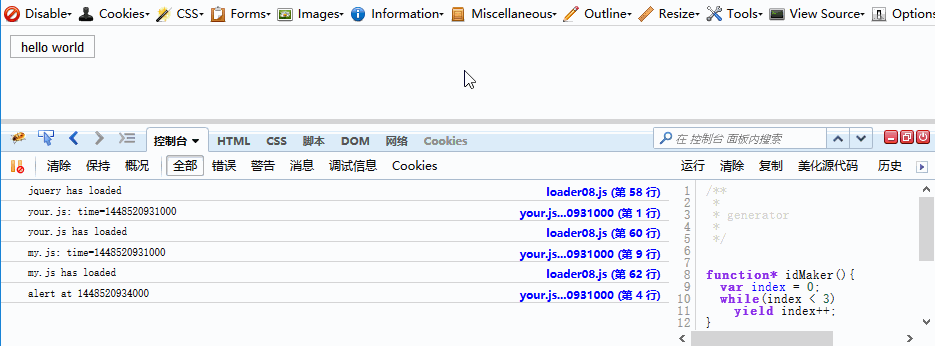 Disable Cookies CSS Forms Images Information Miscellaneous Outline Resize Tools View Source Options
hello world
控制台 HTML CSS 脚本 DOM 网络 Cookies 在 控制台 面板内搜索
清除 保持 概况 全部 错误 警告 消息 调试信息 Cookies 运行 清除 复制 美化源代码 历史
jquery has loaded loader08.js (第 58 行)
your.js: time=1448520931000 your.js...0931000 (第 1 行)
your.js has loaded loader08.js (第 60 行)
my.js: time=1448520931000 your.js...0931000 (第 9 行)
my.js has loaded loader08.js (第 62 行)
alert at 1448520934000 your.js...0931000 (第 4 行)
1 /**
2 *
3 * generator
4 *
5 */
6
7
8 function* idMaker(){
9 var index = 0;
10 while(index < 3)
11 yield index++;
12 }